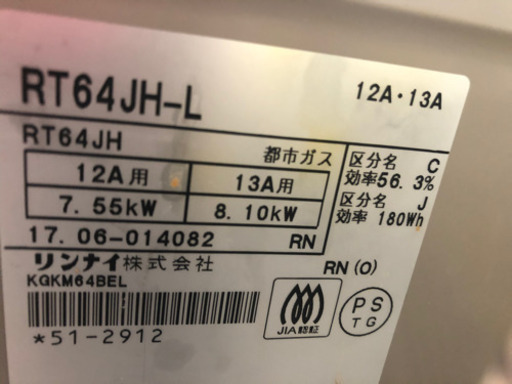 RT64JH-L 12A・13A
RT64JH 都市ガス
12A用 13A用
7.55kW 8.10kW
区分名 C
効率56.3%
区分名 J
効率 180Wh
17.06-014082 RN
リンナイ株式会社 RN(O)
KGKM64BEL
*51-2912
JIA認証
PS
TG